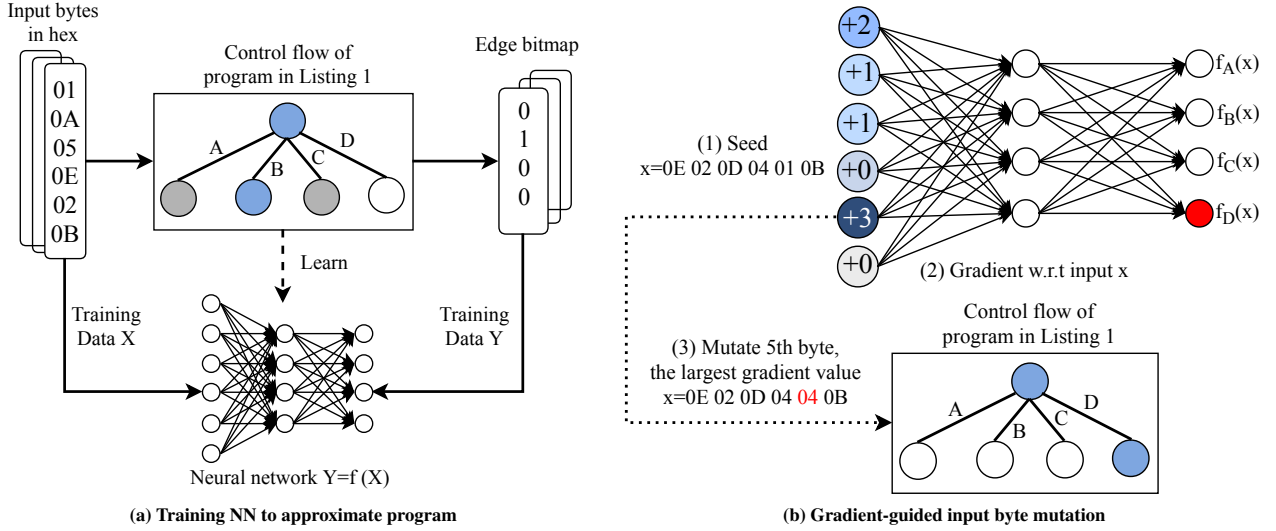 Input bytes
in hex
01
0A
05
0E
02
0B
Control flow of
program in Listing 1
A
B
C
D
Edge bitmap
0
1
0
0
Learn
Training
Data X
Training
Data Y
Neural network Y=f (X)
(a) Training NN to approximate program
(1) Seed
x=0E 02 0D 04 01 0B
+2
+1
+1
+0
+3
+0
f_A(x)
f_B(x)
f_C(x)
f_D(x)
(2) Gradient w.r.t input x
(3) Mutate 5th byte,
the largest gradient value
x=0E 02 0D 04 04 0B
Control flow of
program in Listing 1
A
B
C
D
(b) Gradient-guided input byte mutation